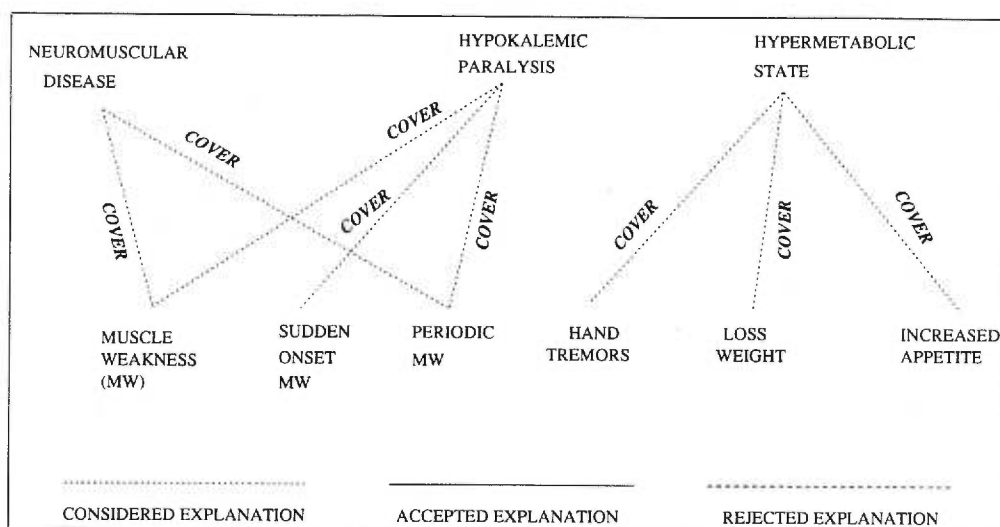 NEUROMUSCULAR
DISEASE
HYPOKALEMIC
PARALYSIS
HYPERMETABOLIC
STATE
COVER
COVER
COVER
COVER
COVER
COVER
COVER
COVER
MUSCLE
WEAKNESS
(MW)
SUDDEN
ONSET
MW
PERIODIC
MW
HAND
TREMORS
LOSS
WEIGHT
INCREASED
APPETITE
CONSIDERED EXPLANATION
ACCEPTED EXPLANATION
REJECTED EXPLANATION